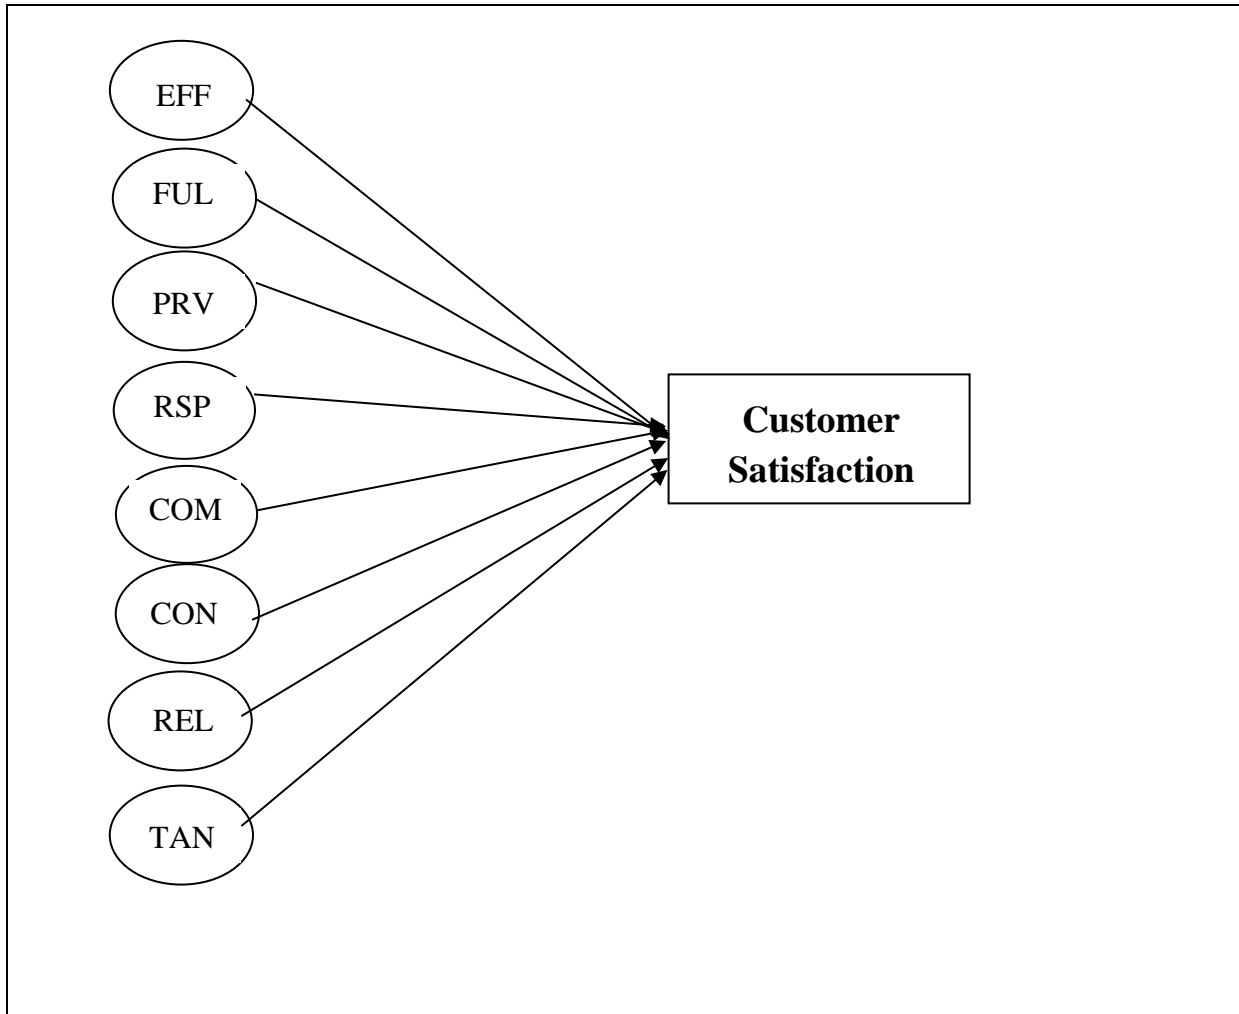 EFF
FUL
PRV
RSP
COM
CON
REL
TAN
Customer
Satisfaction